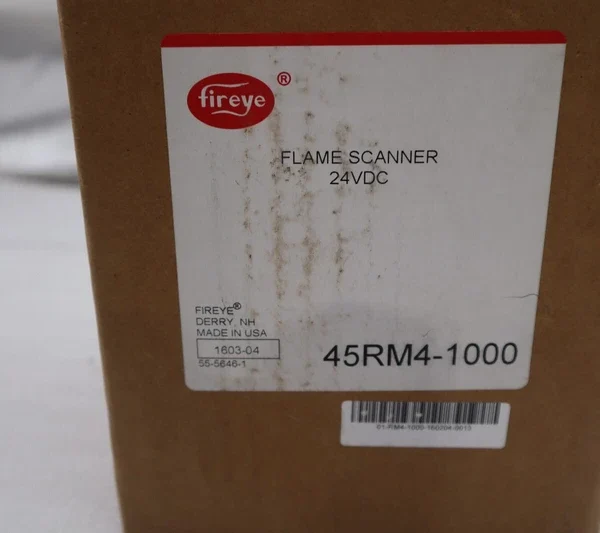 fireye®
FLAME SCANNER
24VDC
FIREYE®
DERRY, NH
MADE IN USA
1603-04
55-5646-1
45RM4-1000